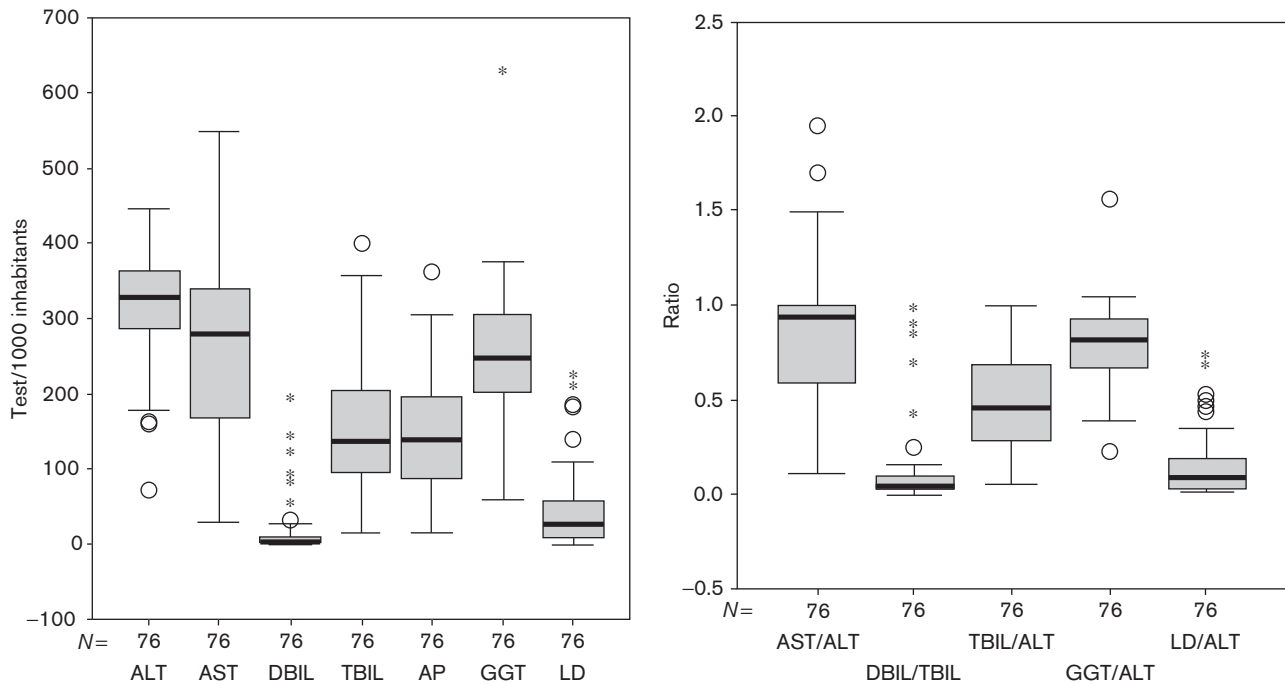 700
600
500
400
300
200
100
0
−100
Test/1000 inhabitants
N= 76 76 76 76 76 76 76
ALT AST DBIL TBIL AP GGT LD
2.5
2.0
1.5
1.0
0.5
0.0
−0.5
Ratio
N= 76 76 76 76 76
AST/ALT TBIL/ALT LD/ALT
DBIL/TBIL GGT/ALT